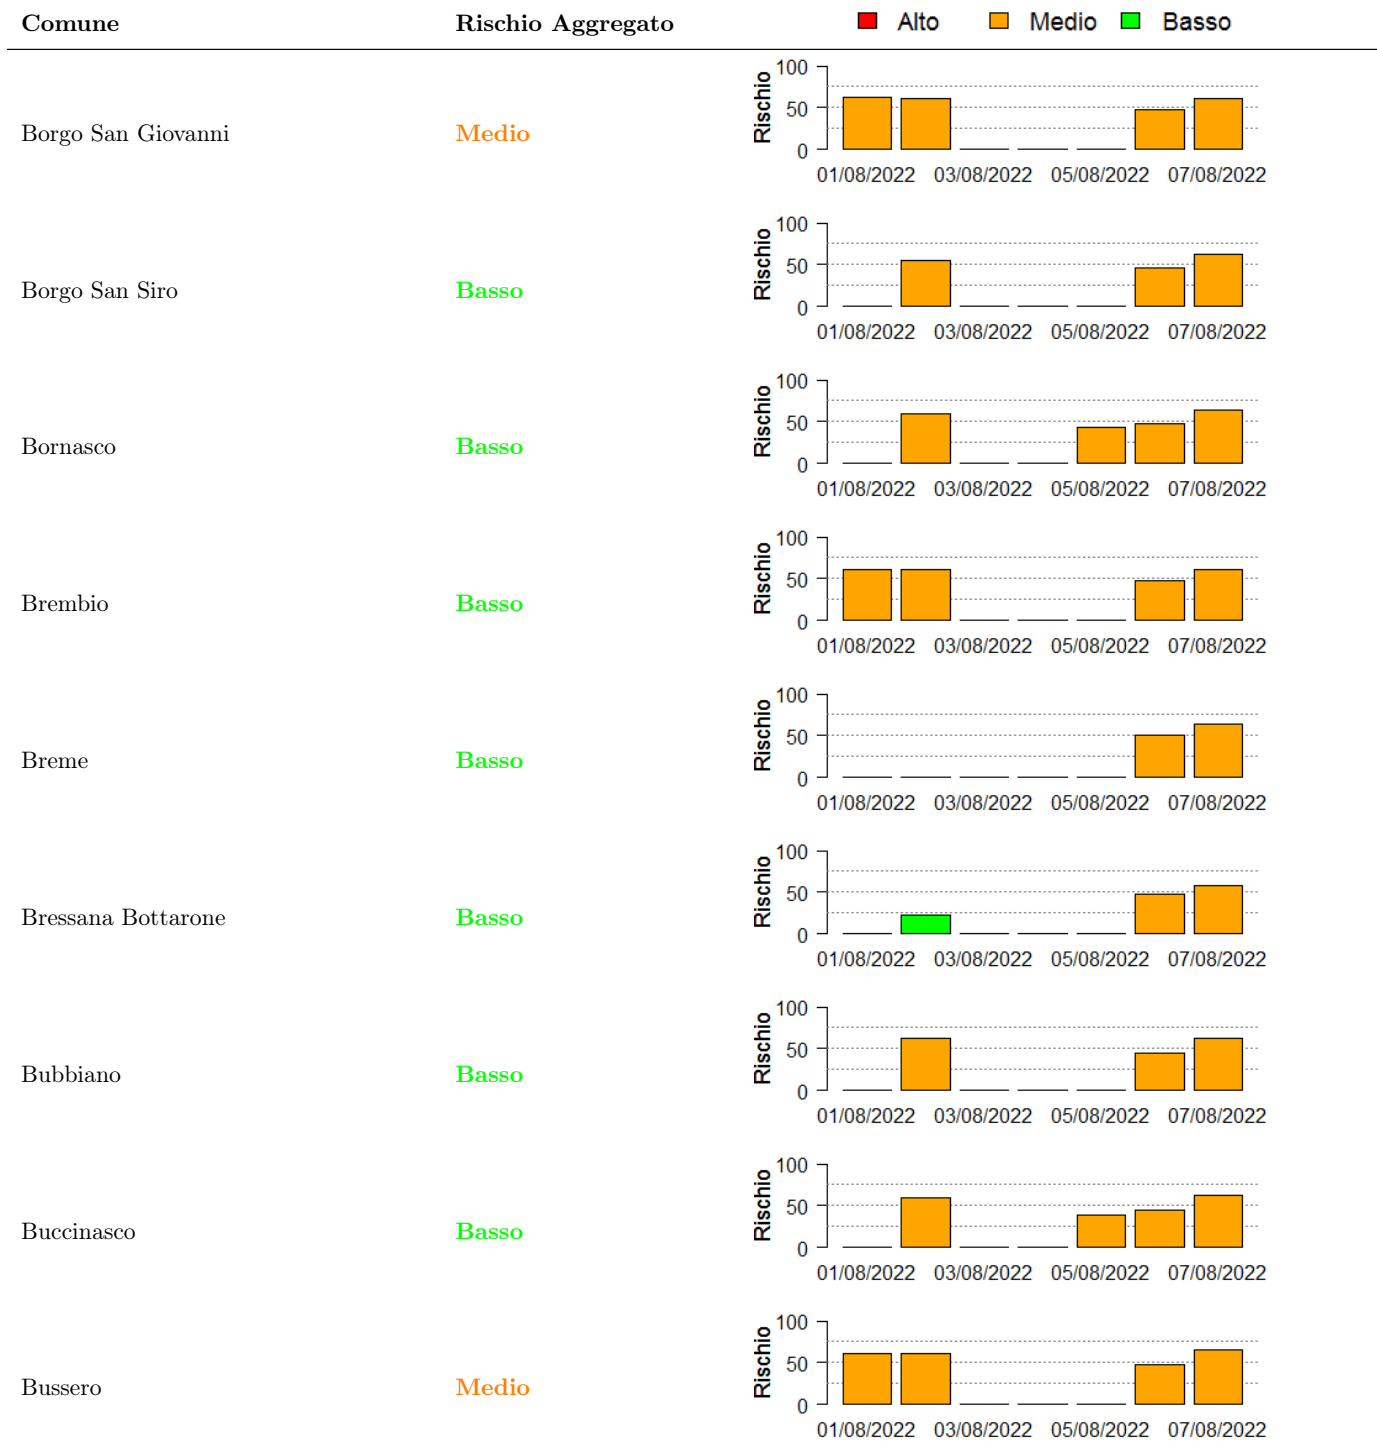 Comune Rischio Aggregato Alto Medio Basso
100
50
0
Rischio
Borgo San Giovanni Medio
01/08/2022 03/08/2022 05/08/2022 07/08/2022
100
50
0
Rischio
Borgo San Siro Basso
01/08/2022 03/08/2022 05/08/2022 07/08/2022
100
50
0
Rischio
Bornasco Basso
01/08/2022 03/08/2022 05/08/2022 07/08/2022
100
50
0
Rischio
Brembio Basso
01/08/2022 03/08/2022 05/08/2022 07/08/2022
100
50
0
Rischio
Breme Basso
01/08/2022 03/08/2022 05/08/2022 07/08/2022
100
50
0
Rischio
Bressana Bottarone Basso
01/08/2022 03/08/2022 05/08/2022 07/08/2022
100
50
0
Rischio
Bubbiano Basso
01/08/2022 03/08/2022 05/08/2022 07/08/2022
100
50
0
Rischio
Buccinasco Basso
01/08/2022 03/08/2022 05/08/2022 07/08/2022
100
50
0
Rischio
Bussero Medio
01/08/2022 03/08/2022 05/08/2022 07/08/2022